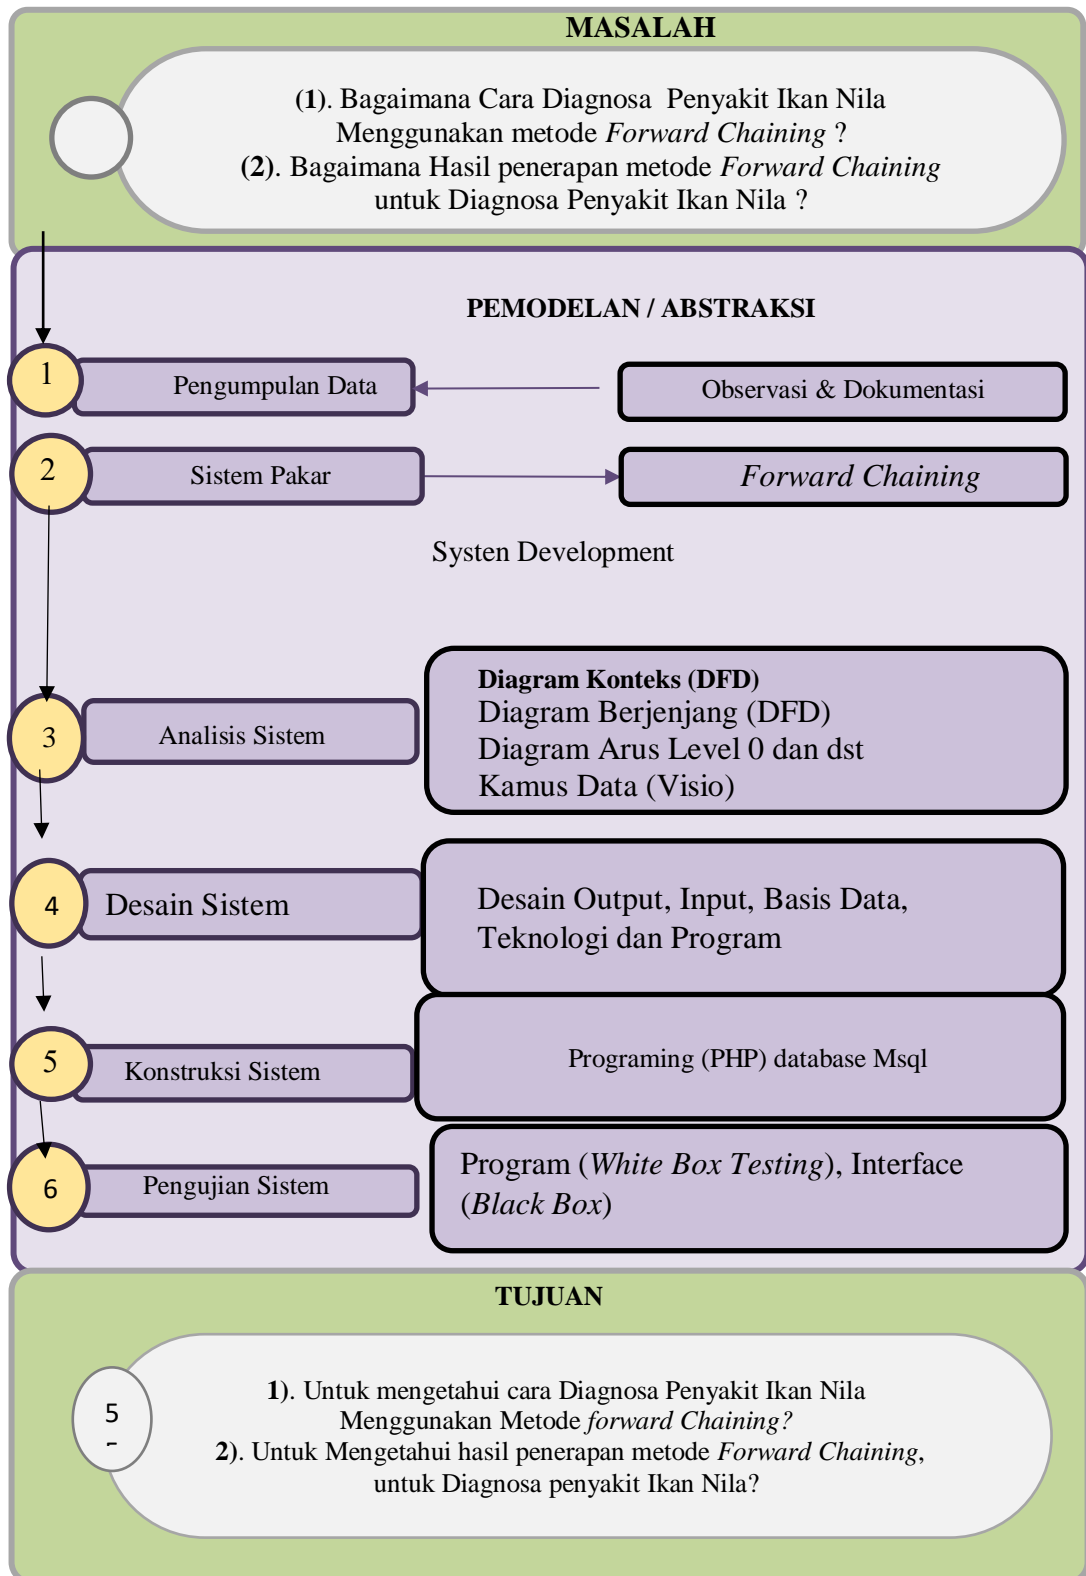 MASALAH
(1). Bagaimana Cara Diagnosa Penyakit Ikan Nila
Menggunakan metode Forward Chaining ?
(2). Bagaimana Hasil penerapan metode Forward Chaining
untuk Diagnosa Penyakit Ikan Nila ?
PEMODELAN / ABSTRAKSI
1
Pengumpulan Data
Observasi & Dokumentasi
2
Sistem Pakar
Forward Chaining
Systen Development
3
Analisis Sistem
Diagram Konteks (DFD)
Diagram Berjenjang (DFD)
Diagram Arus Level 0 dan dst
Kamus Data (Visio)
4
Desain Sistem
Desain Output, Input, Basis Data,
Teknologi dan Program
5
Konstruksi Sistem
Programing (PHP) database Msql
6
Pengujian Sistem
Program (White Box Testing), Interface
(Black Box)
TUJUAN
5
1). Untuk mengetahui cara Diagnosa Penyakit Ikan Nila
Menggunakan Metode forward Chaining?
2). Untuk Mengetahui hasil penerapan metode Forward Chaining,
untuk Diagnosa penyakit Ikan Nila?